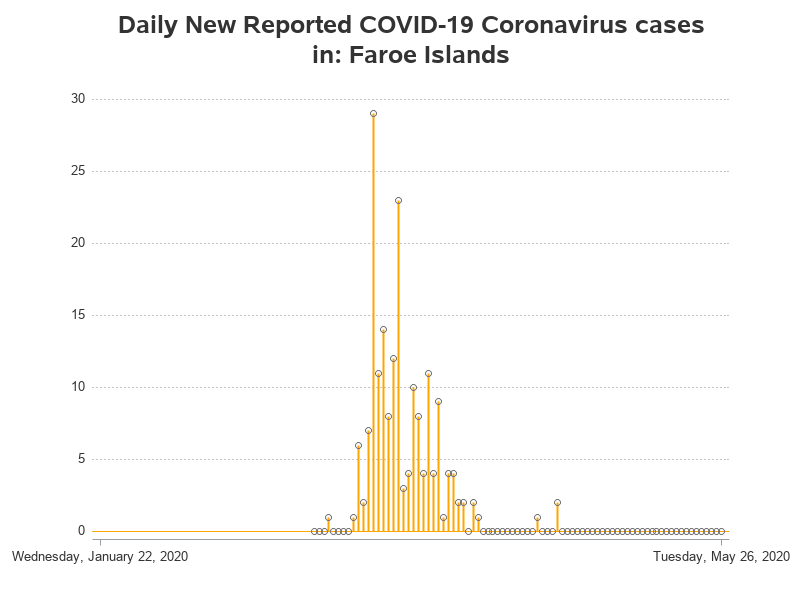 Daily New Reported COVID-19 Coronavirus cases
in: Faroe Islands
30
25
20
15
10
5
0
Wednesday, January 22, 2020
Tuesday, May 26, 2020